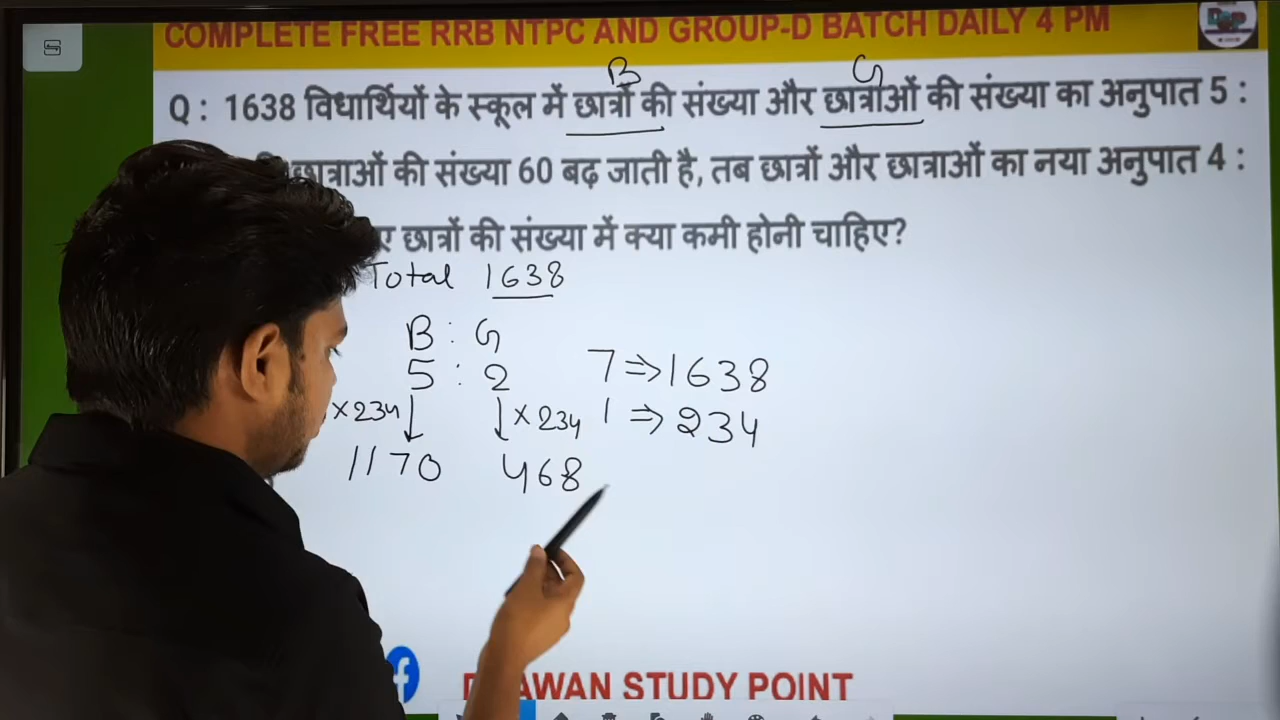 COMPLETE FREE RRB NTPC AND GROUP-D BATCH DAILY 4 PM
B G
Q : 1638 विधार्थियों के स्कूल में छात्रों की संख्या और छात्राओं की संख्या का अनुपात 5 :
छात्राओं की संख्या 60 बढ़ जाती है, तब छात्रों और छात्राओं का नया अनुपात 4 :
छात्रों की संख्या में क्या कमी होनी चाहिए?
Total 1638
B : G
5 : 2 7 ⇒ 1638
×234 ×234 1 ⇒ 234
1170 468
STUDY POINT